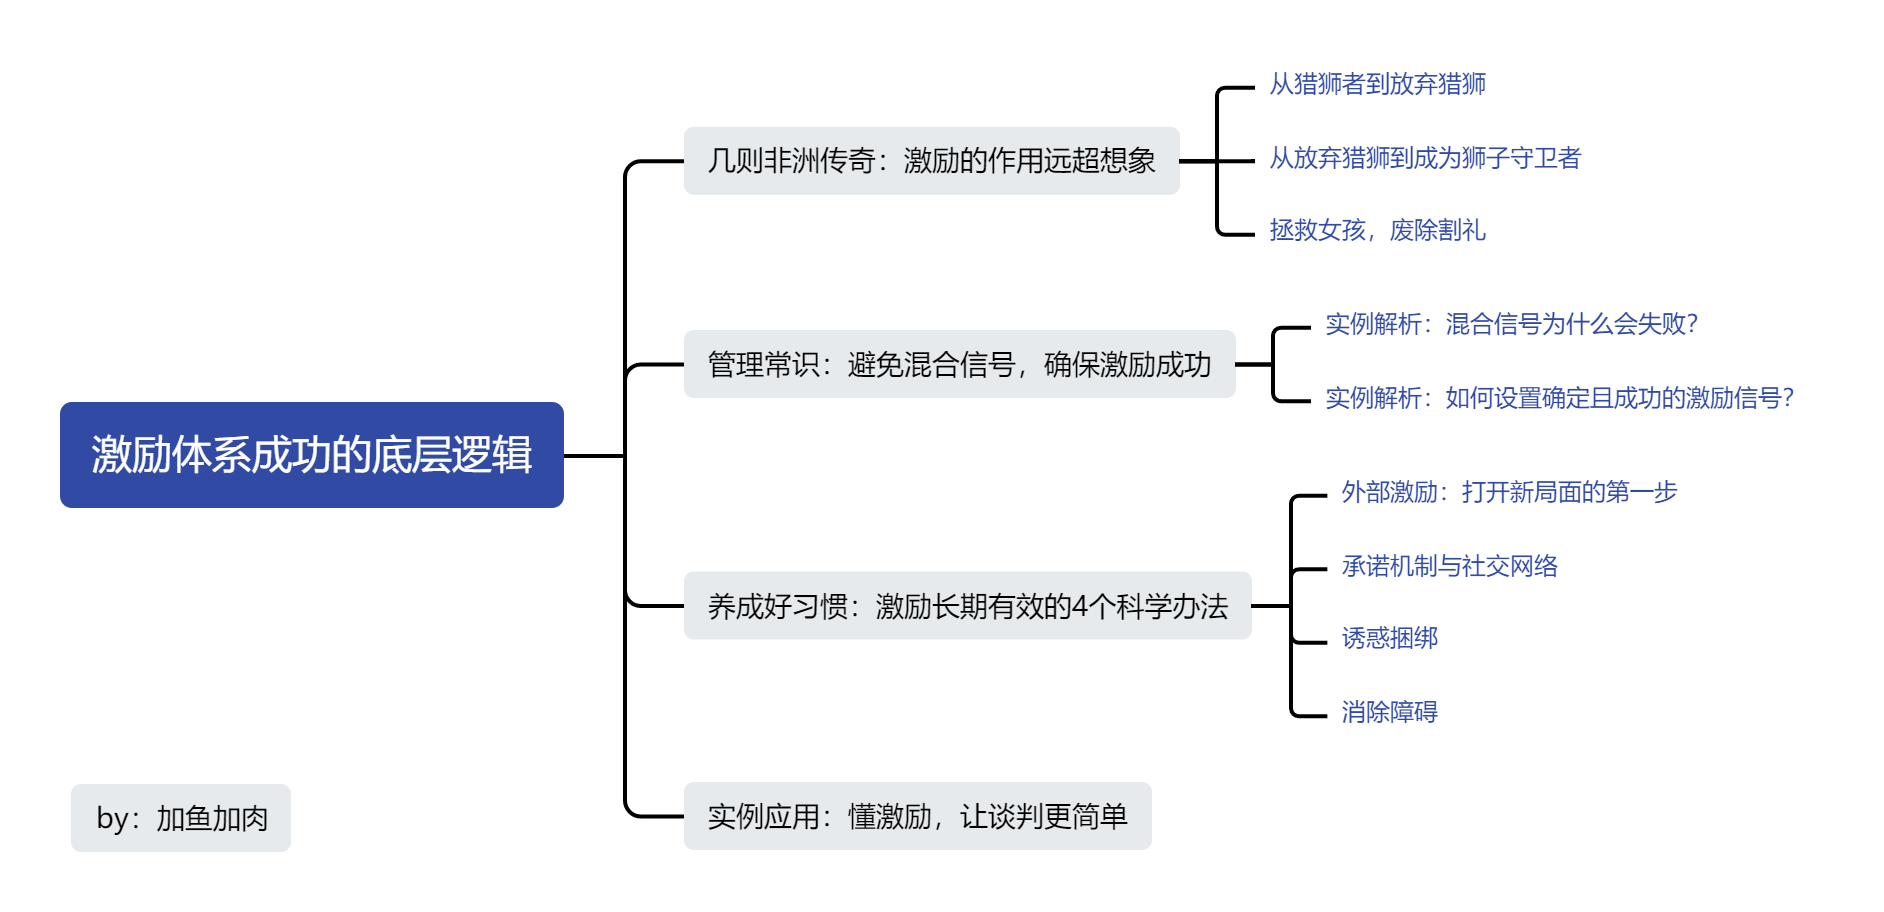 激励体系成功的底层逻辑
几则非洲传奇：激励的作用远超想象
从猎狮者到放弃猎狮
从放弃猎狮到成为狮子守卫者
拯救女孩，废除割礼
管理常识：避免混合信号，确保激励成功
实例解析：混合信号为什么会失败？
实例解析：如何设置确定且成功的激励信号？
养成好习惯：激励长期有效的4个科学办法
外部激励：打开新局面的第一步
承诺机制与社交网络
诱惑捆绑
消除障碍
实例应用：懂激励，让谈判更简单
by：加鱼加肉